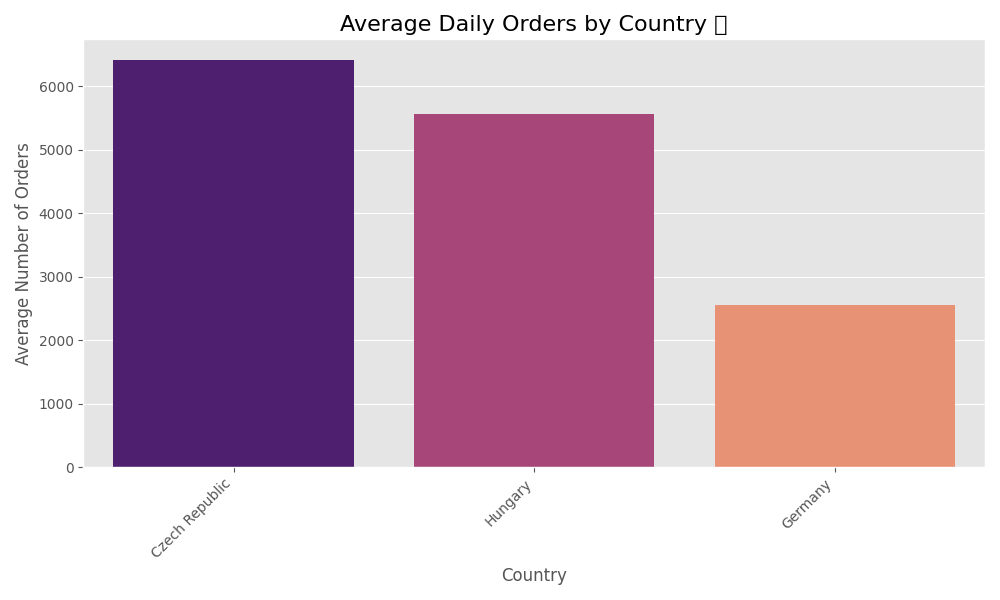 Average Daily Orders by Country
6000
5000
4000
3000
2000
1000
0
Average Number of Orders
Czech Republic
Hungary
Germany
Country